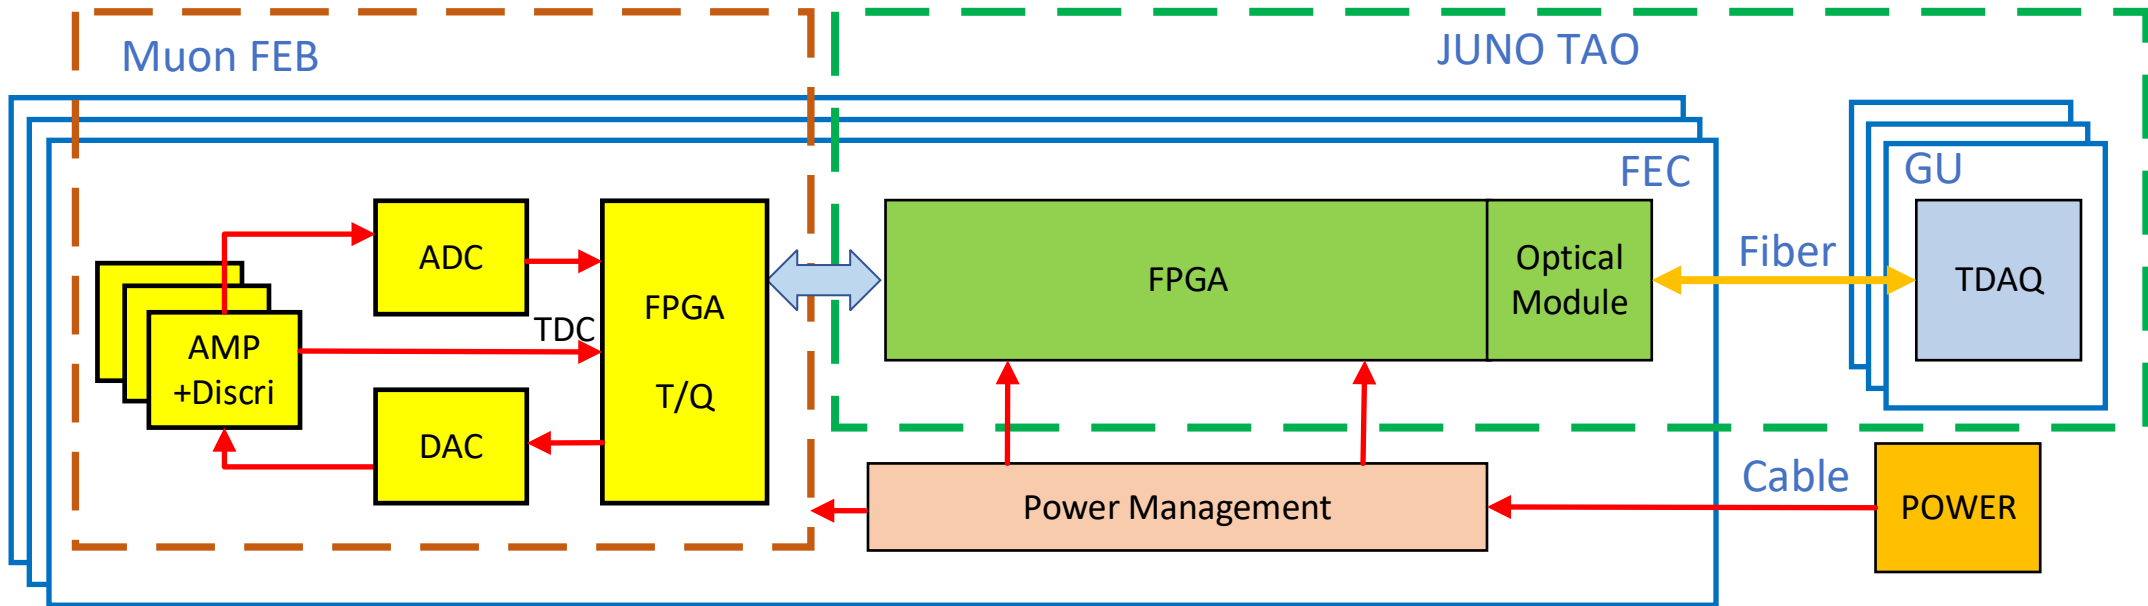 Muon FEB
JUNO TAO
FEC
GU
ADC
FPGA
T/Q
TDC
AMP
+Discri
DAC
FPGA
Optical
Module
Fiber
TDAQ
Power Management
Cable
POWER